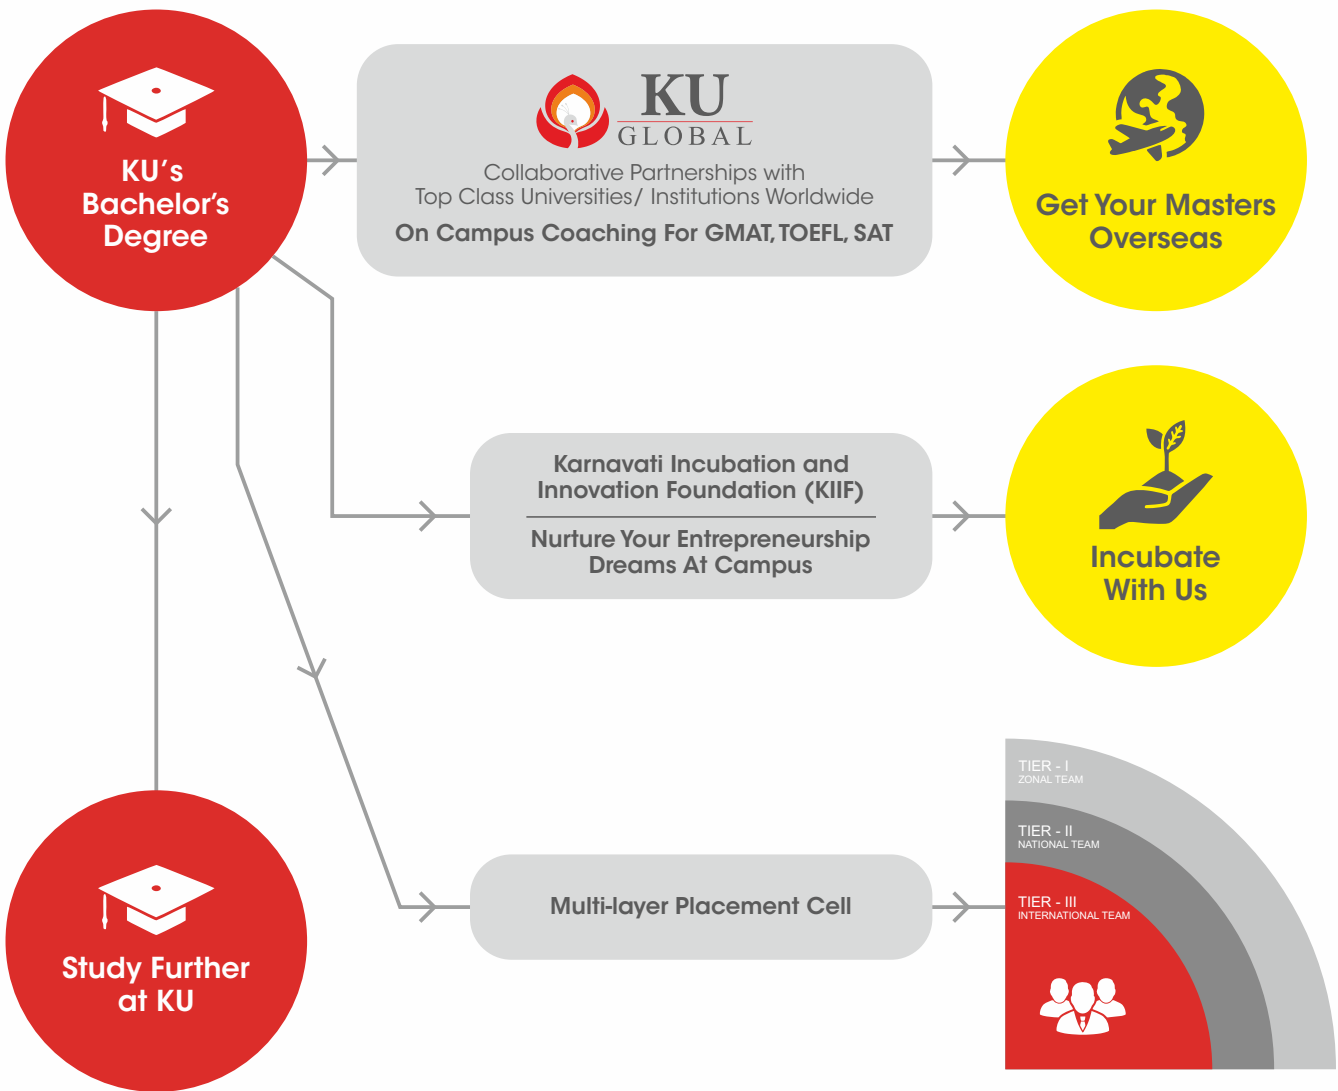 KU's
Bachelor's
Degree
KU
GLOBAL
Collaborative Partnerships with
Top Class Universities/ Institutions Worldwide
On Campus Coaching For GMAT, TOEFL, SAT
Get Your Masters
Overseas
Karnavati Incubation and
Innovation Foundation (KIIF)
Nurture Your Entrepreneurship
Dreams At Campus
Incubate
With Us
Study Further
at KU
Multi-layer Placement Cell
TIER - I
ZONAL TEAM
TIER - II
NATIONAL TEAM
TIER - III
INTERNATIONAL TEAM